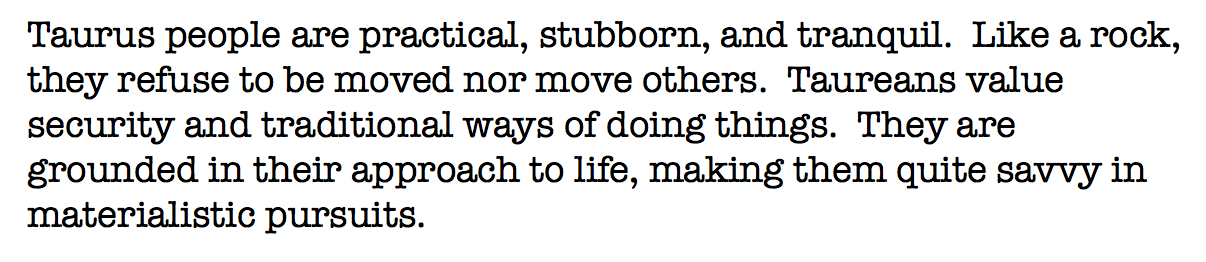 Taurus people are practical, stubborn, and tranquil.  Like a rock,
they refuse to be moved nor move others.  Taureans value
security and traditional ways of doing things.  They are
grounded in their approach to life, making them quite savvy in
materialistic pursuits.